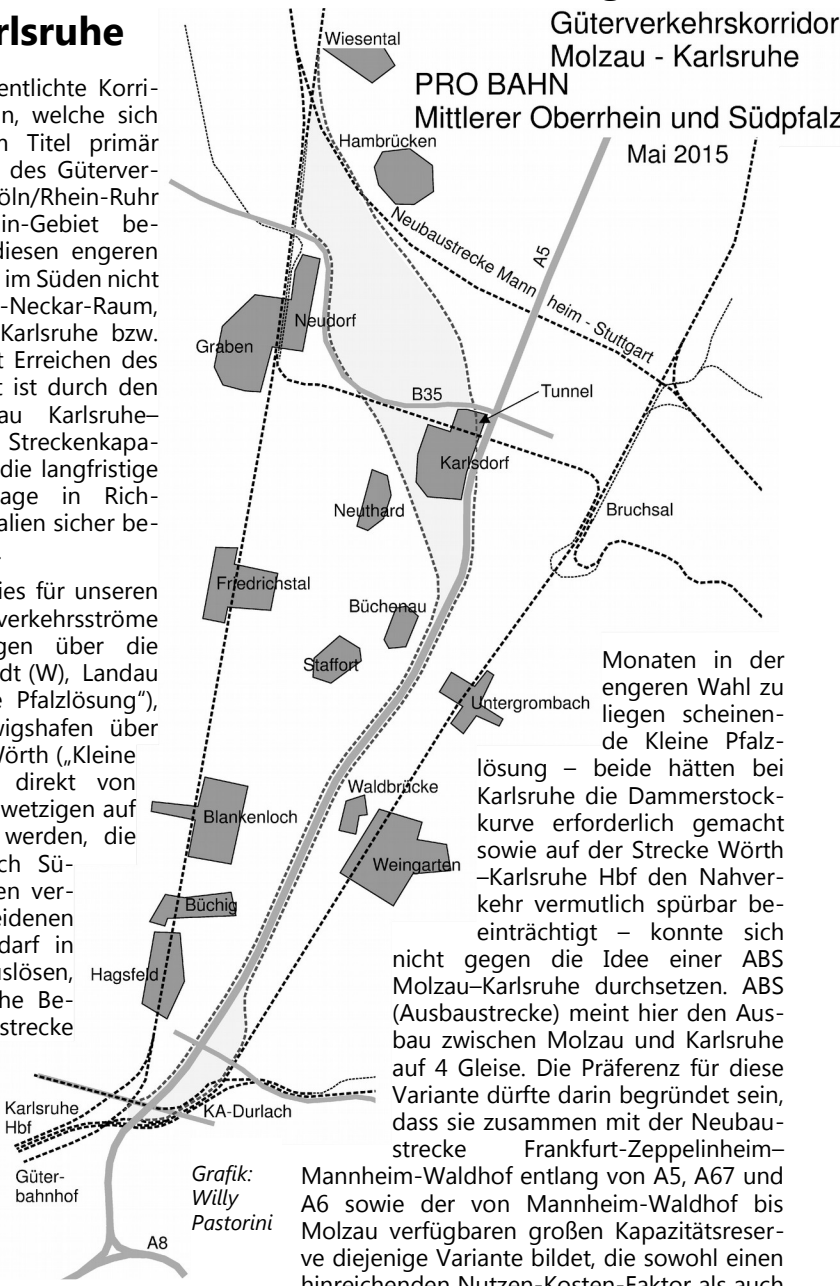 rlsruhe
entlichte Korri-
n, welche sich
Titel primär
des Güterver-
öln/Rhein-Ruhr
in-Gebiet be-
diesen engeren
im Süden nicht
-Neckar-Raum,
Karlsruhe bzw.
t Erreichen des
t ist durch den
au Karlsruhe–
Streckenkapa-
die langfristige
age in Rich-
alien sicher be-
ies für unseren
verkehrsströme
gen über die
dt (W), Landau
e Pfalzlösung“),
wigshafen über
Wörth („Kleine
direkt von
wetzigen auf
werden, die
ch Sü-
en ver-
eidenen
darf in
uslösen,
he Be-
strecke
Güterverkehrskorridor
Molzau - Karlsruhe
PRO BAHN
Mittlerer Oberrhein und Südpfalz
Mai 2015
Wiesental
Hambrücken
Neubaustrecke Mann heim - Stuttgart
A5
Neudorf
Graben
B35
Tunnel
Karlsdorf
Neuthard
Bruchsal
Friedrichstal
Büchenau
Staffort
Untergrombach
Waldbrücke
Blankenloch
Weingarten
Büchig
Hagsfeld
Karlsruhe
Hbf
KA-Durlach
Güter-
bahnhof
A8
Grafik:
Willy
Pastorini
Monaten in der
engeren Wahl zu
liegen scheinen-
de Kleine Pfalz-
lösung – beide hätten bei
Karlsruhe die Dammerstock-
kurve erforderlich gemacht
sowie auf der Strecke Wörth
–Karlsruhe Hbf den Nahver-
kehr vermutlich spürbar be-
einträchtigt – konnte sich
nicht gegen die Idee einer ABS
Molzau–Karlsruhe durchsetzen. ABS
(Ausbaustrecke) meint hier den Aus-
bau zwischen Molzau und Karlsruhe
auf 4 Gleise. Die Präferenz für diese
Variante dürfte darin begründet sein,
dass sie zusammen mit der Neubau-
strecke Frankfurt-Zeppelinheim–
Mannheim-Waldhof entlang von A5, A67 und
A6 sowie der von Mannheim-Waldhof bis
Molzau verfügbaren großen Kapazitätsreser-
ve diejenige Variante bildet, die sowohl einen
hinreichenden Nutzen-Kosten-Faktor als auch